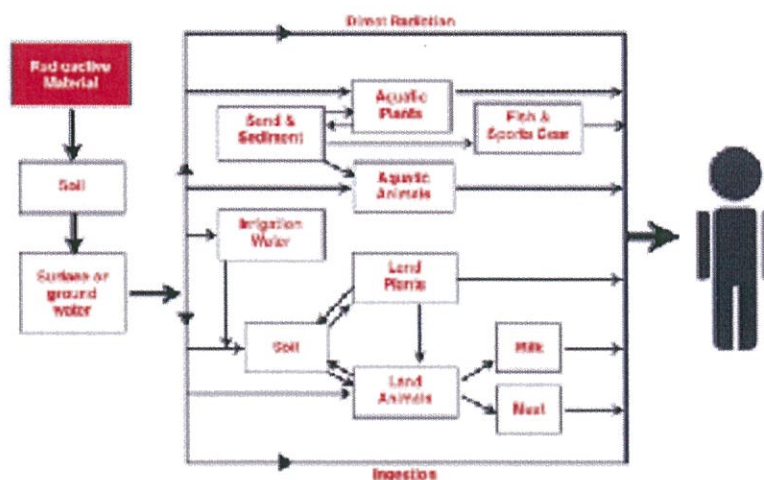 Direct Radiation
Radioactive
Material
Aquatic
Plants
Sand &
Sediment
Fish &
Sports Gear
Soil
Aquatic
Animals
Irrigation
Water
Surface or
ground
water
Land
Plants
Soil
Milk
Land
Animals
Meat
Ingestion